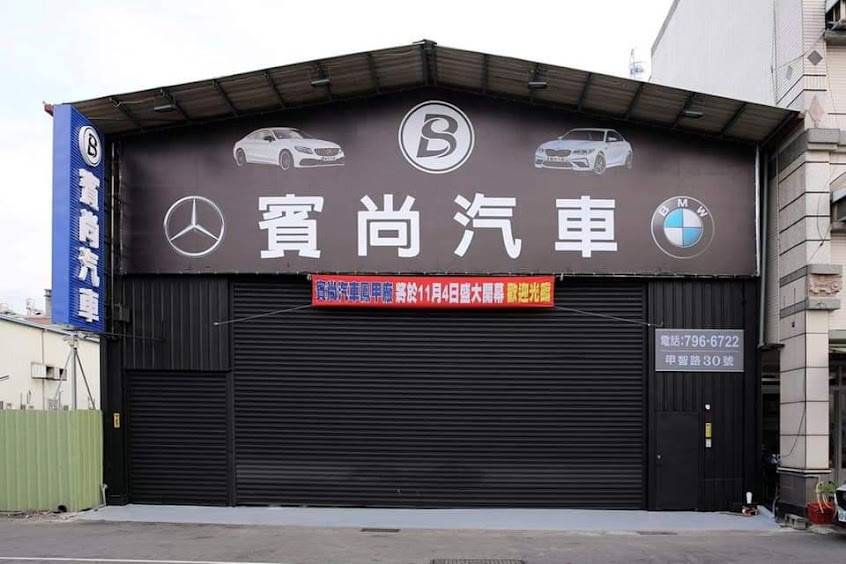 賓尚汽車
BS
賓尚汽車
BMW
賓尚汽車鳳甲廠將於11月4日盛大開幕歡迎光臨
電話:796-6722
甲智路30號